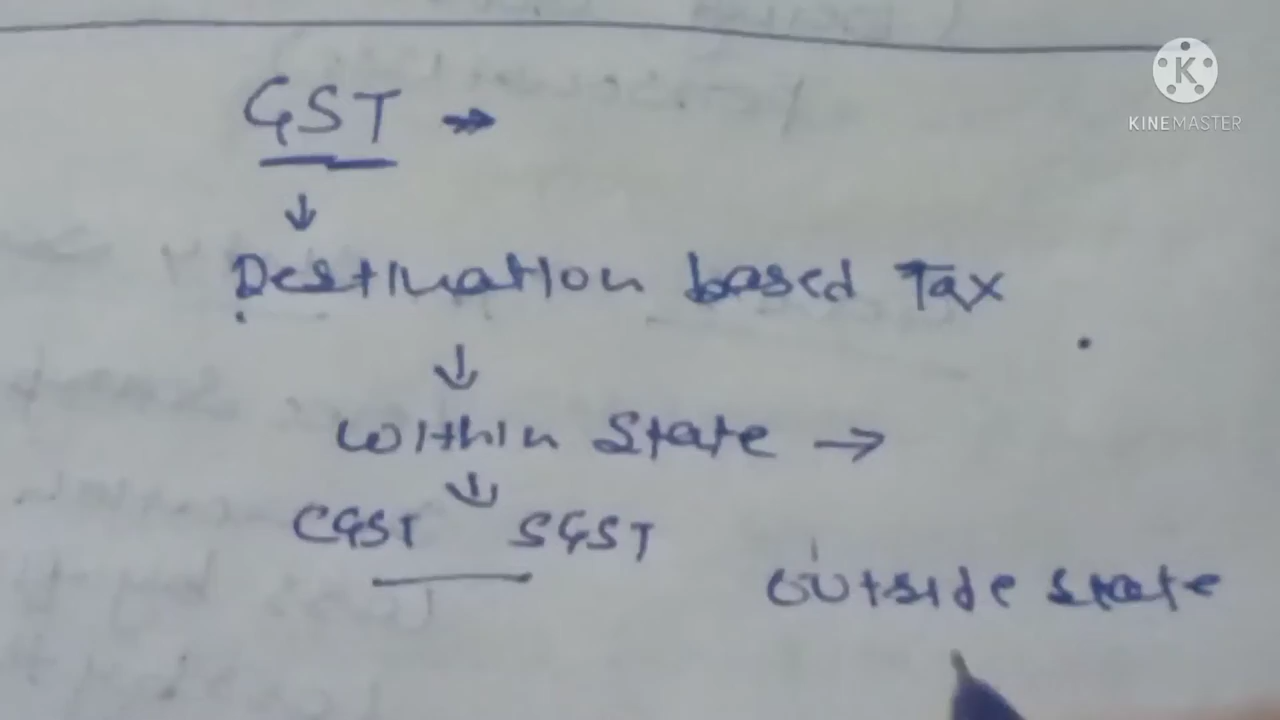 GST →
↓
Destination based Tax
↓
Within State →
↓
CGST SGST
Outside state
KINEMASTER